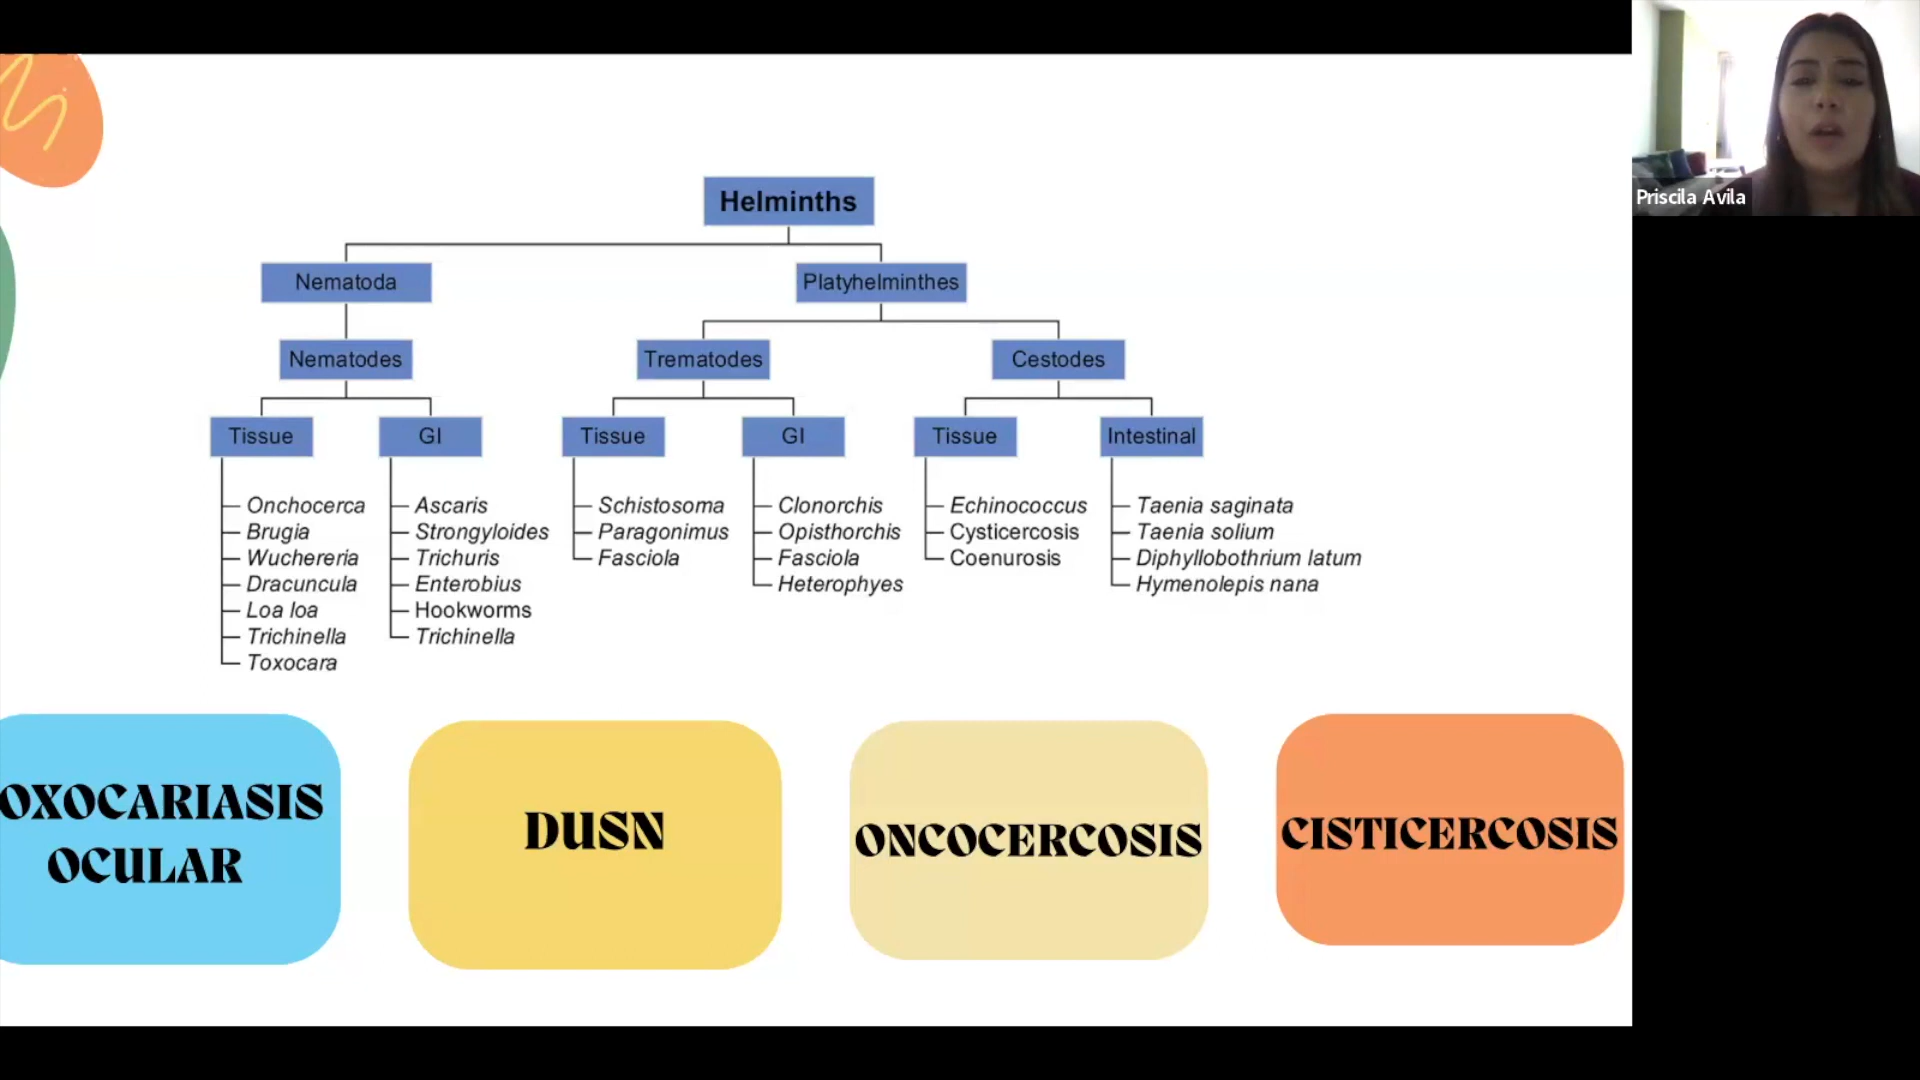 Priscila Avila
Helminths
Nematoda
Platyhelminthes
Nematodes
Trematodes
Cestodes
Tissue
GI
Tissue
GI
Tissue
Intestinal
Onchocerca
Brugia
Wuchereria
Dracuncula
Loa loa
Trichinella
Toxocara
Ascaris
Strongyloides
Trichuris
Enterobius
Hookworms
Trichinella
Schistosoma
Paragonimus
Fasciola
Clonorchis
Opisthorchis
Fasciola
Heterophyes
Echinococcus
Cysticercosis
Coenurosis
Taenia saginata
Taenia solium
Diphyllobothrium latum
Hymenolepis nana
OXOCARIASIS
OCULAR
DUSN
ONCOCERCOSIS
CISTICERCOSIS